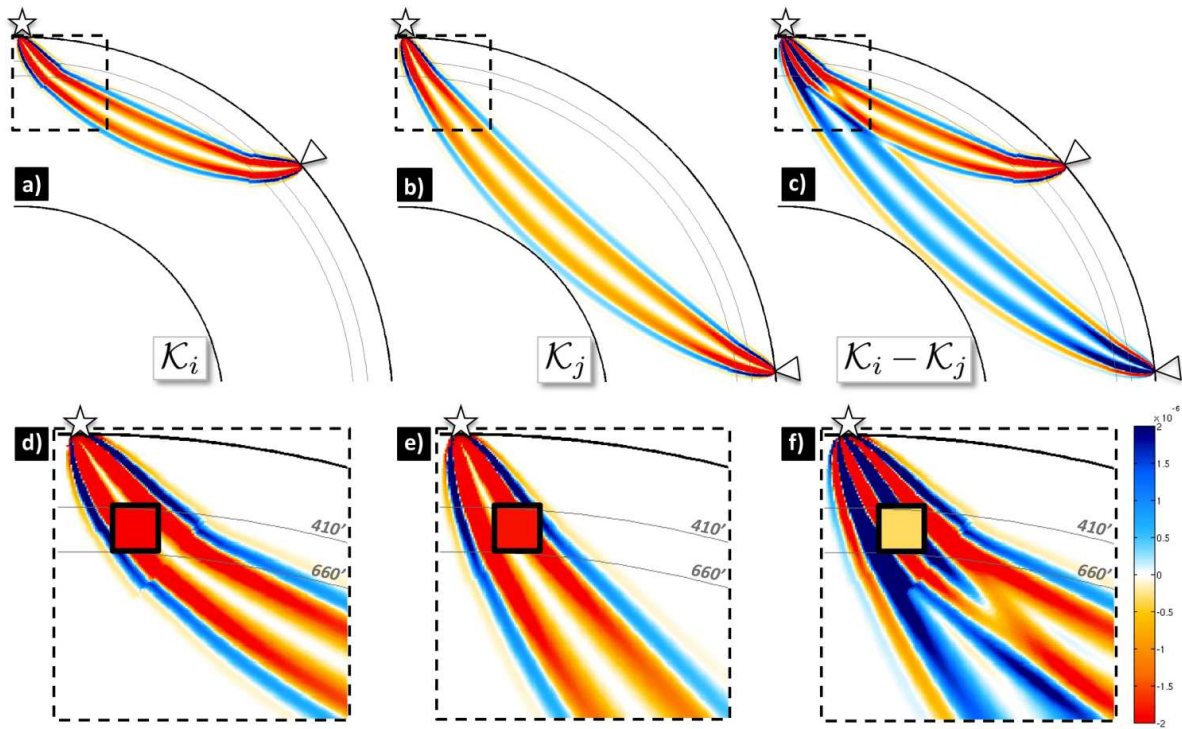 a)
b)
c)
𝒦i
𝒦j
𝒦i − 𝒦j
d)
e)
f)
410'
660'
410'
660'
410'
660'
x 10^-6
2
1.5
1
0.5
0
-0.5
-1
-1.5
-2